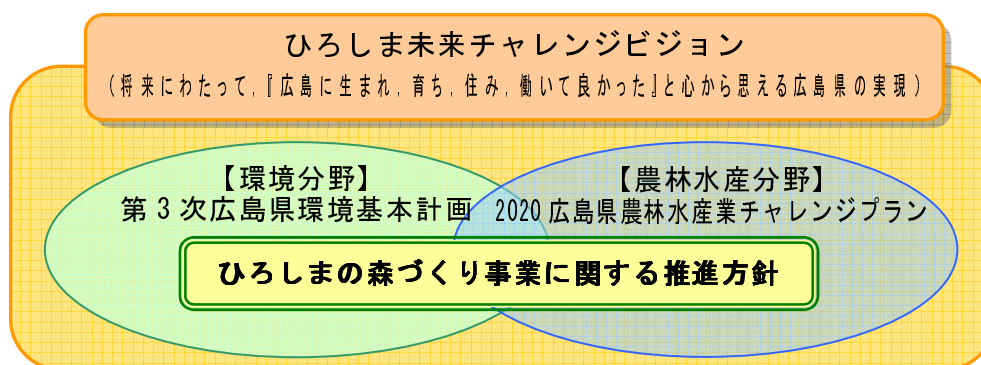 ひろしま未来チャレンジビジョン
(将来にわたって,『広島に生まれ,育ち,住み,働いて良かった』と心から思える広島県の実現)
【環境分野】
第3次広島県環境基本計画
【農林水産分野】
2020広島県農林水産業チャレンジプラン
ひろしまの森づくり事業に関する推進方針